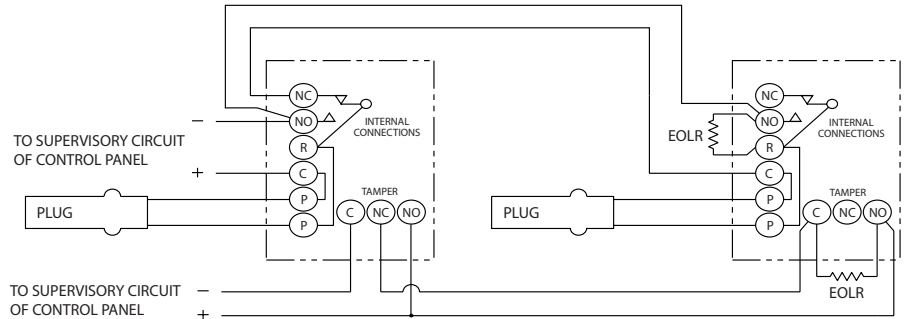 NC
NO
R
C
P
P
INTERNAL
CONNECTIONS
TAMPER
C NC NO
−
TO SUPERVISORY CIRCUIT
OF CONTROL PANEL
+
PLUG
TO SUPERVISORY CIRCUIT −
OF CONTROL PANEL +
NC
NO
R
C
P
P
INTERNAL
CONNECTIONS
EOLR
TAMPER
C NC NO
PLUG
EOLR